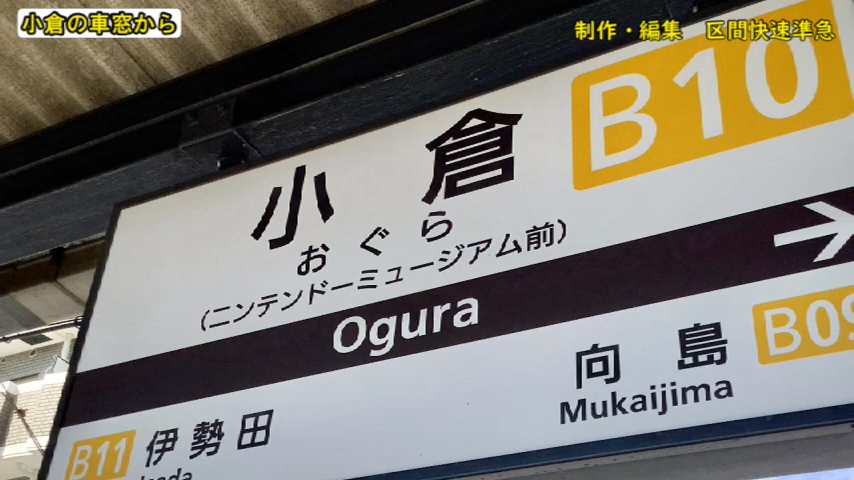 小倉の車窓から
制作・編集 区間快速準急
B10
小倉
おぐら
(ニンテンドーミュージアム前)
Ogura
B09
向島
Mukaijima
B11 伊勢田